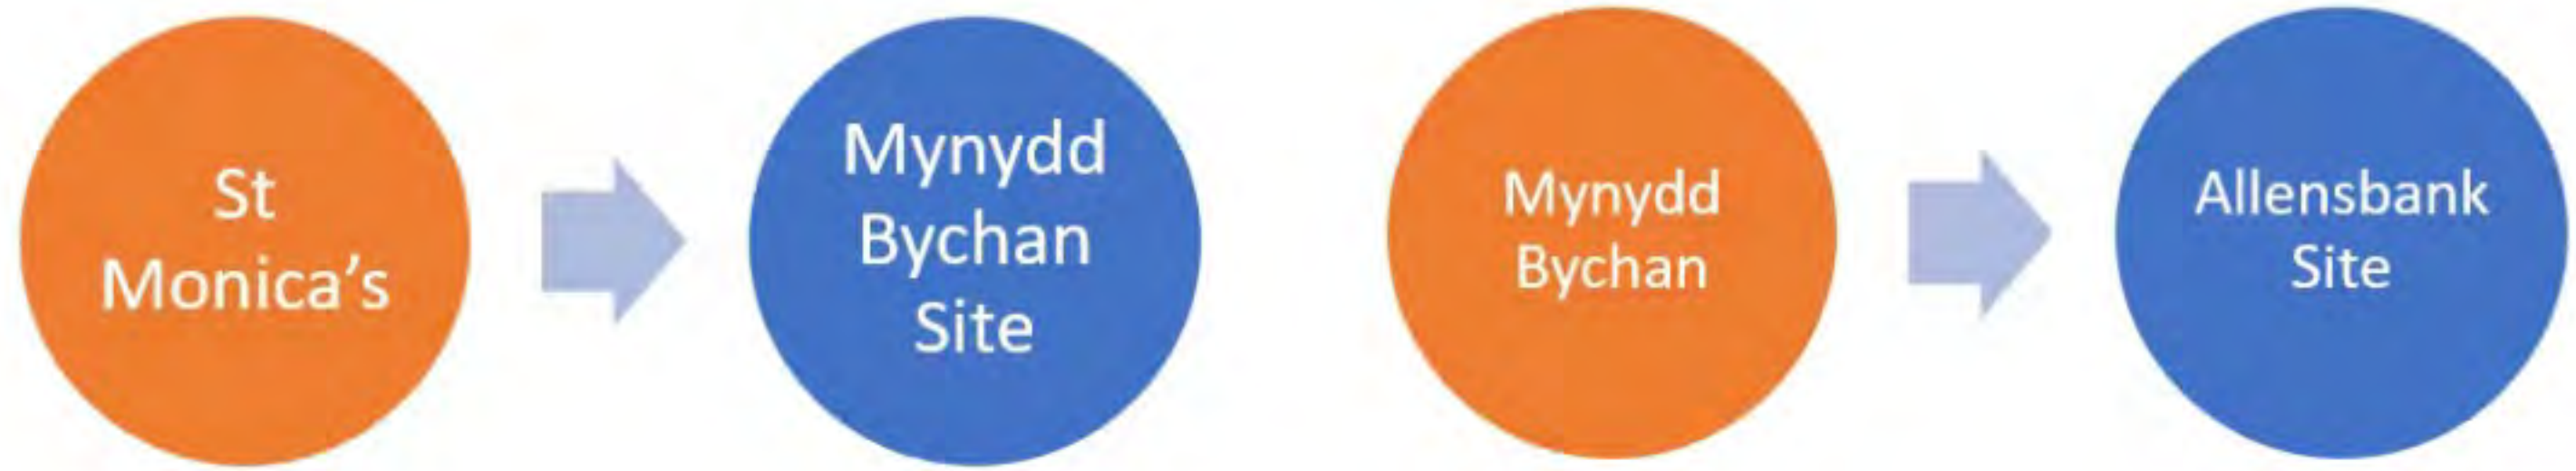 St
Monica's
Mynydd
Bychan
Site
Mynydd
Bychan
Allensbank
Site